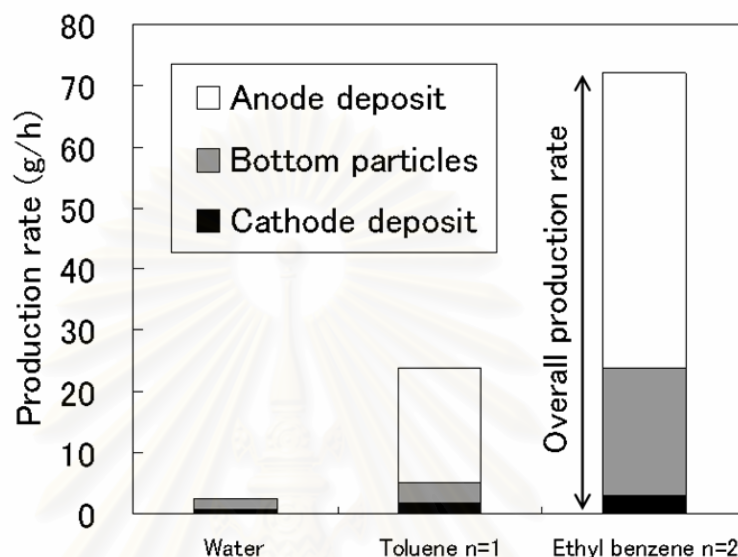 80
70
60
50
40
30
20
10
0
Production rate (g/h)
Anode deposit
Bottom particles
Cathode deposit
Overall production rate
Water
Toluene n=1
Ethyl benzene n=2